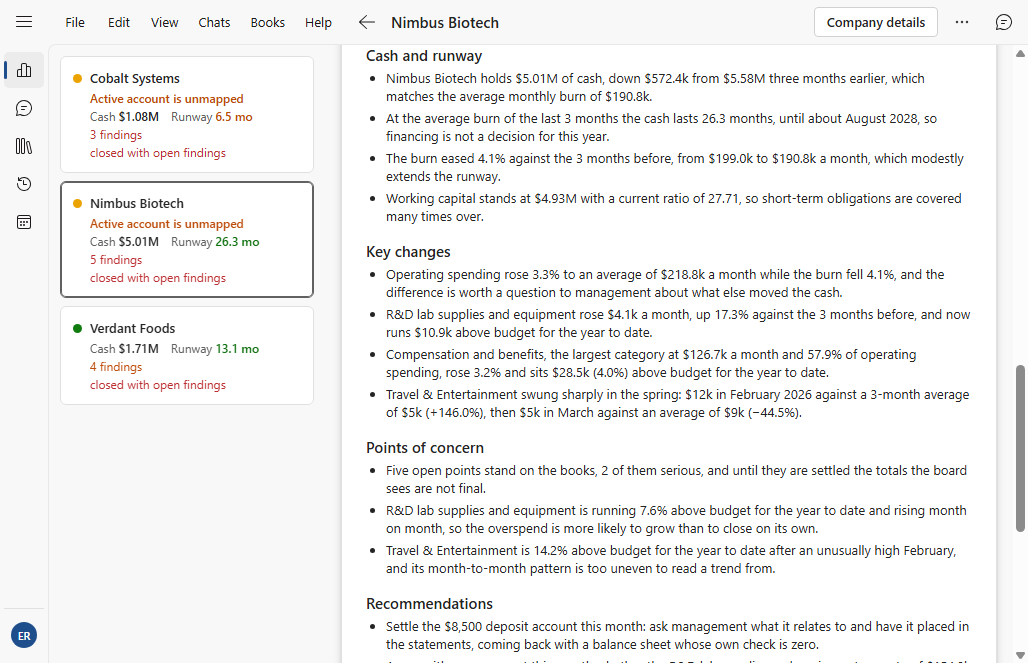 File Edit View Chats Books Help
Nimbus Biotech
Company details
Cobalt Systems
Active account is unmapped
Cash $1.08M Runway 6.5 mo
3 findings
closed with open findings
Nimbus Biotech
Active account is unmapped
Cash $5.01M Runway 26.3 mo
5 findings
closed with open findings
Verdant Foods
Cash $1.71M Runway 13.1 mo
4 findings
closed with open findings
ER
Cash and runway
• Nimbus Biotech holds $5.01M of cash, down $572.4k from $5.58M three months earlier, which
matches the average monthly burn of $190.8k.
• At the average burn of the last 3 months the cash lasts 26.3 months, until about August 2028, so
financing is not a decision for this year.
• The burn eased 4.1% against the 3 months before, from $199.0k to $190.8k a month, which modestly
extends the runway.
• Working capital stands at $4.93M with a current ratio of 27.71, so short-term obligations are covered
many times over.
Key changes
• Operating spending rose 3.3% to an average of $218.8k a month while the burn fell 4.1%, and the
difference is worth a question to management about what else moved the cash.
• R&D lab supplies and equipment rose $4.1k a month, up 17.3% against the 3 months before, and now
runs $10.9k above budget for the year to date.
• Compensation and benefits, the largest category at $126.7k a month and 57.9% of operating
spending, rose 3.2% and sits $28.5k (4.0%) above budget for the year to date.
• Travel & Entertainment swung sharply in the spring: $12k in February 2026 against a 3-month average
of $5k (+146.0%), then $5k in March against an average of $9k (−44.5%).
Points of concern
• Five open points stand on the books, 2 of them serious, and until they are settled the totals the board
sees are not final.
• R&D lab supplies and equipment is running 7.6% above budget for the year to date and rising month
on month, so the overspend is more likely to grow than to close on its own.
• Travel & Entertainment is 14.2% above budget for the year to date after an unusually high February,
and its month-to-month pattern is too uneven to read a trend from.
Recommendations
• Settle the $8,500 deposit account this month: ask management what it relates to and have it placed in
the statements, coming back with a balance sheet whose own check is zero.